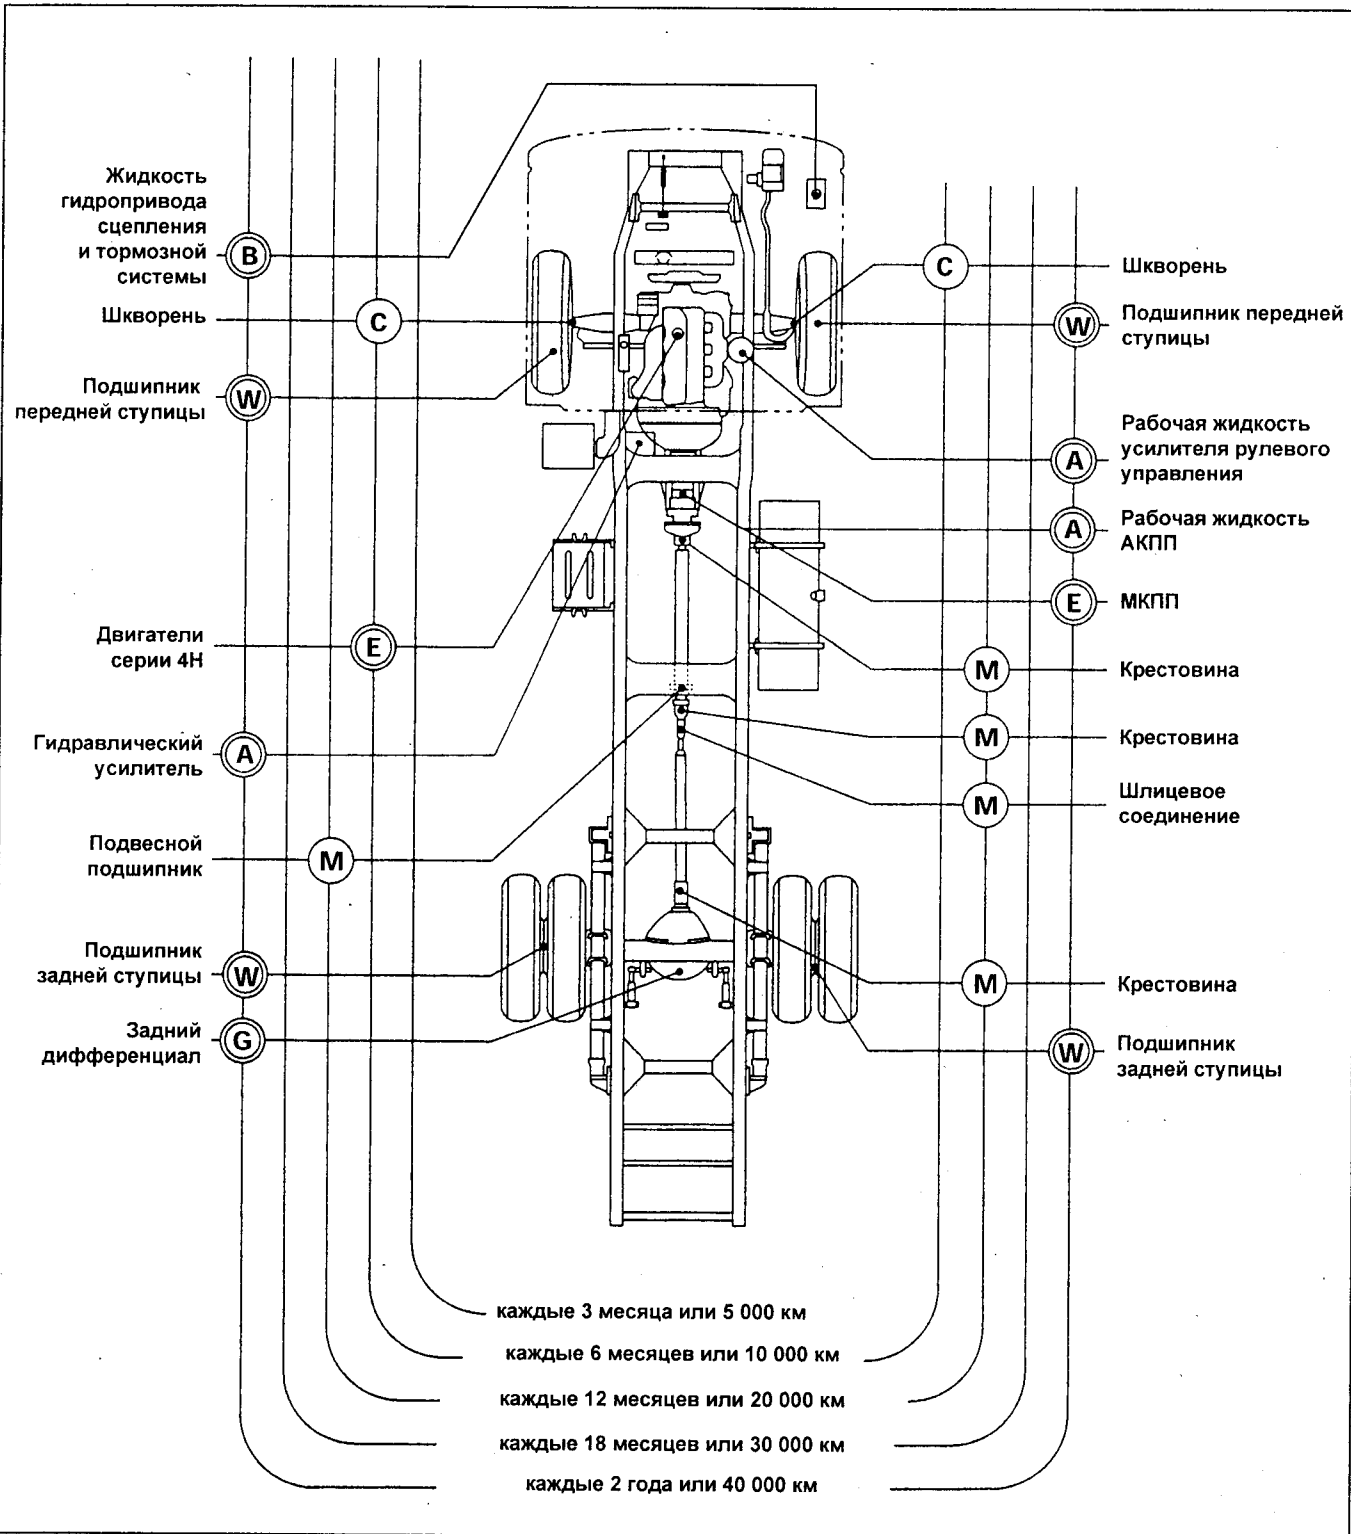 Жидкость
гидропривода
сцепления
и тормозной
системы
B
Шкворень
C
Подшипник
передней ступицы
W
Двигатели
серии 4Н
E
Гидравлический
усилитель
A
Подвесной
подшипник
M
Подшипник
задней ступицы
W
Задний
дифференциал
G
C
Шкворень
W
Подшипник передней
ступицы
A
Рабочая жидкость
усилителя рулевого
управления
A
Рабочая жидкость
АКПП
E
МКПП
M
Крестовина
M
Крестовина
M
Шлицевое
соединение
M
Крестовина
W
Подшипник
задней ступицы
каждые 3 месяца или 5 000 км
каждые 6 месяцев или 10 000 км
каждые 12 месяцев или 20 000 км
каждые 18 месяцев или 30 000 км
каждые 2 года или 40 000 км